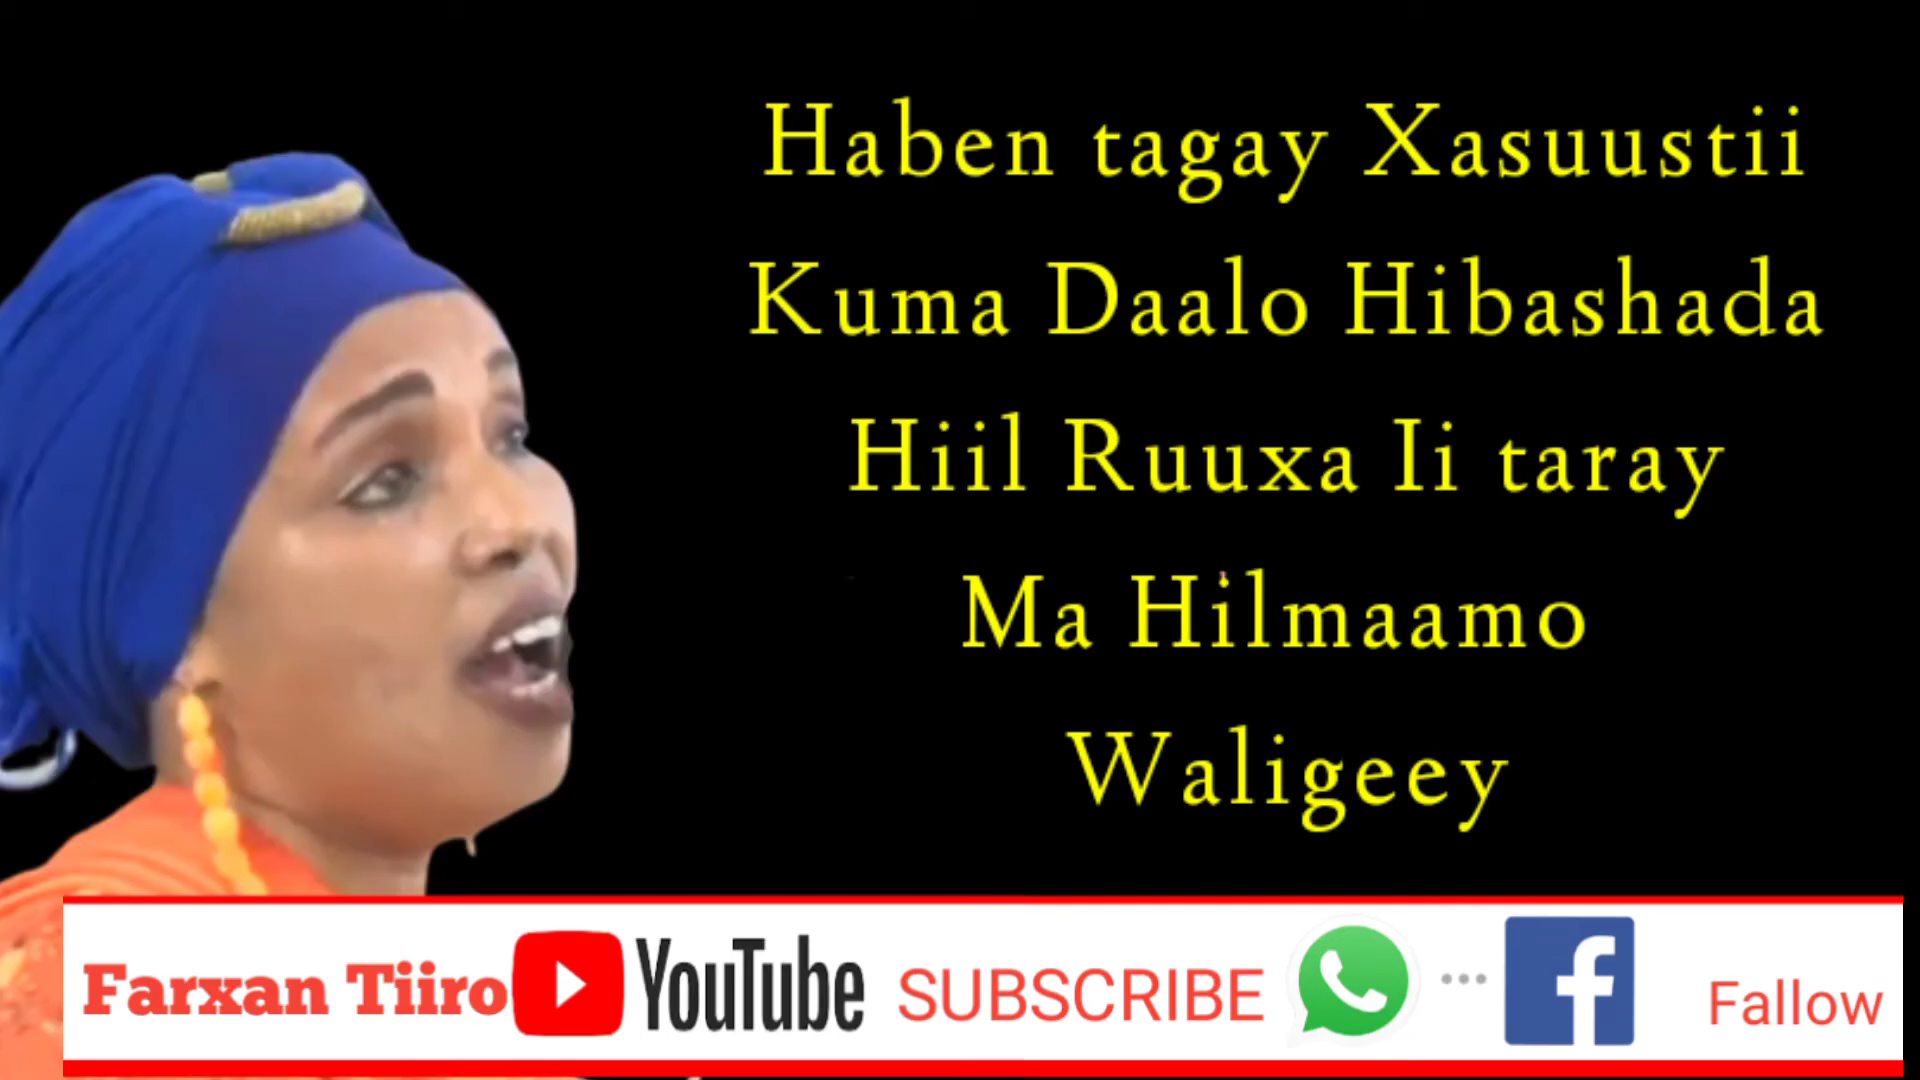 Haben tagay Xasuustii
Kuma Daalo Hibashada
Hiil Ruuxa Ii taray
Ma Hilmaamo
Waligeey
Farxan Tiiro YouTube SUBSCRIBE ... f Fallow